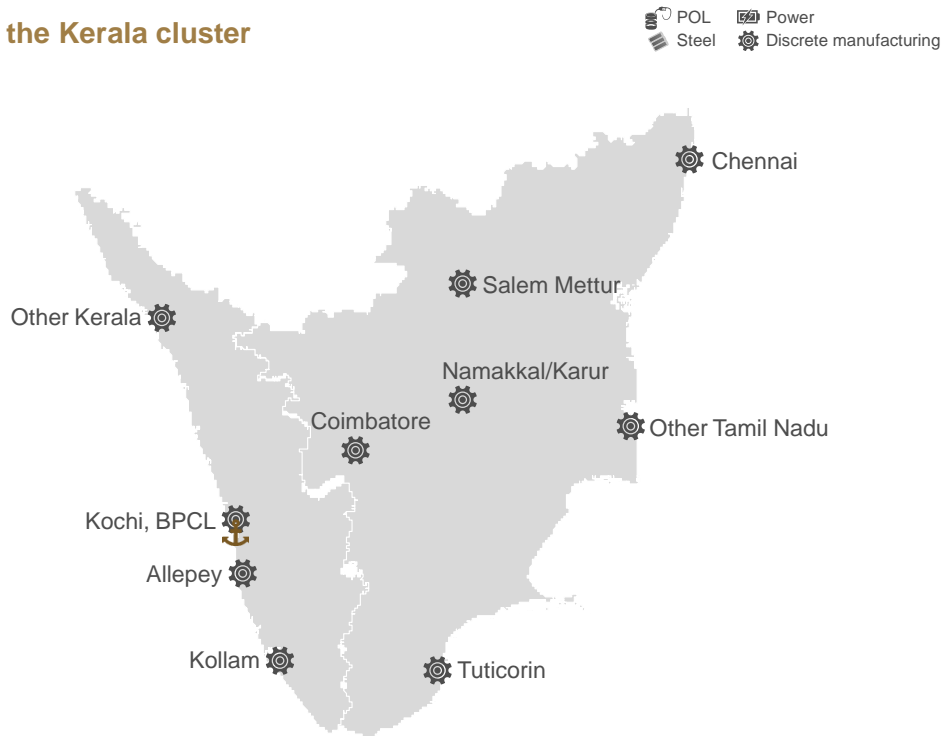 the Kerala cluster
POL
Power
Steel
Discrete manufacturing
Chennai
Salem Mettur
Other Kerala
Namakkal/Karur
Coimbatore
Other Tamil Nadu
Kochi, BPCL
Allepey
Kollam
Tuticorin